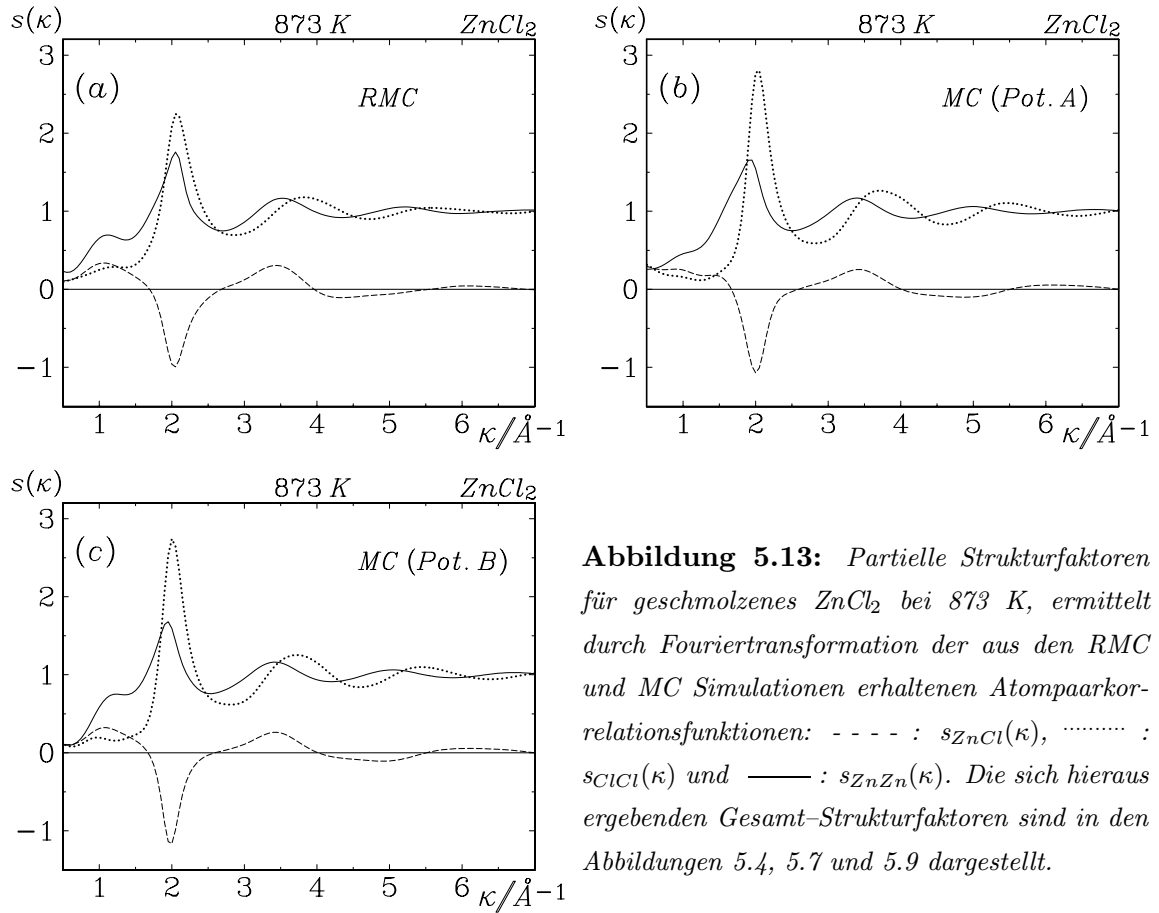 s(κ) 873 K ZnCl₂
3
(a)
RMC
2
1
0
−1
1 2 3 4 5 6 κ/Å⁻¹
s(κ) 873 K ZnCl₂
3
(b)
MC (Pot. A)
2
1
0
−1
1 2 3 4 5 6 κ/Å⁻¹
s(κ) 873 K ZnCl₂
3
(c)
MC (Pot. B)
2
1
0
−1
1 2 3 4 5 6 κ/Å⁻¹
Abbildung 5.13: Partielle Strukturfaktoren
für geschmolzenes ZnCl₂ bei 873 K, ermittelt
durch Fouriertransformation der aus den RMC
und MC Simulationen erhaltenen Atompaarkor-
relationsfunktionen: - - - - : s_ZnCl(κ), ········· :
s_ClCl(κ) und ——— : s_ZnZn(κ). Die sich hieraus
ergebenden Gesamt–Strukturfaktoren sind in den
Abbildungen 5.4, 5.7 und 5.9 dargestellt.